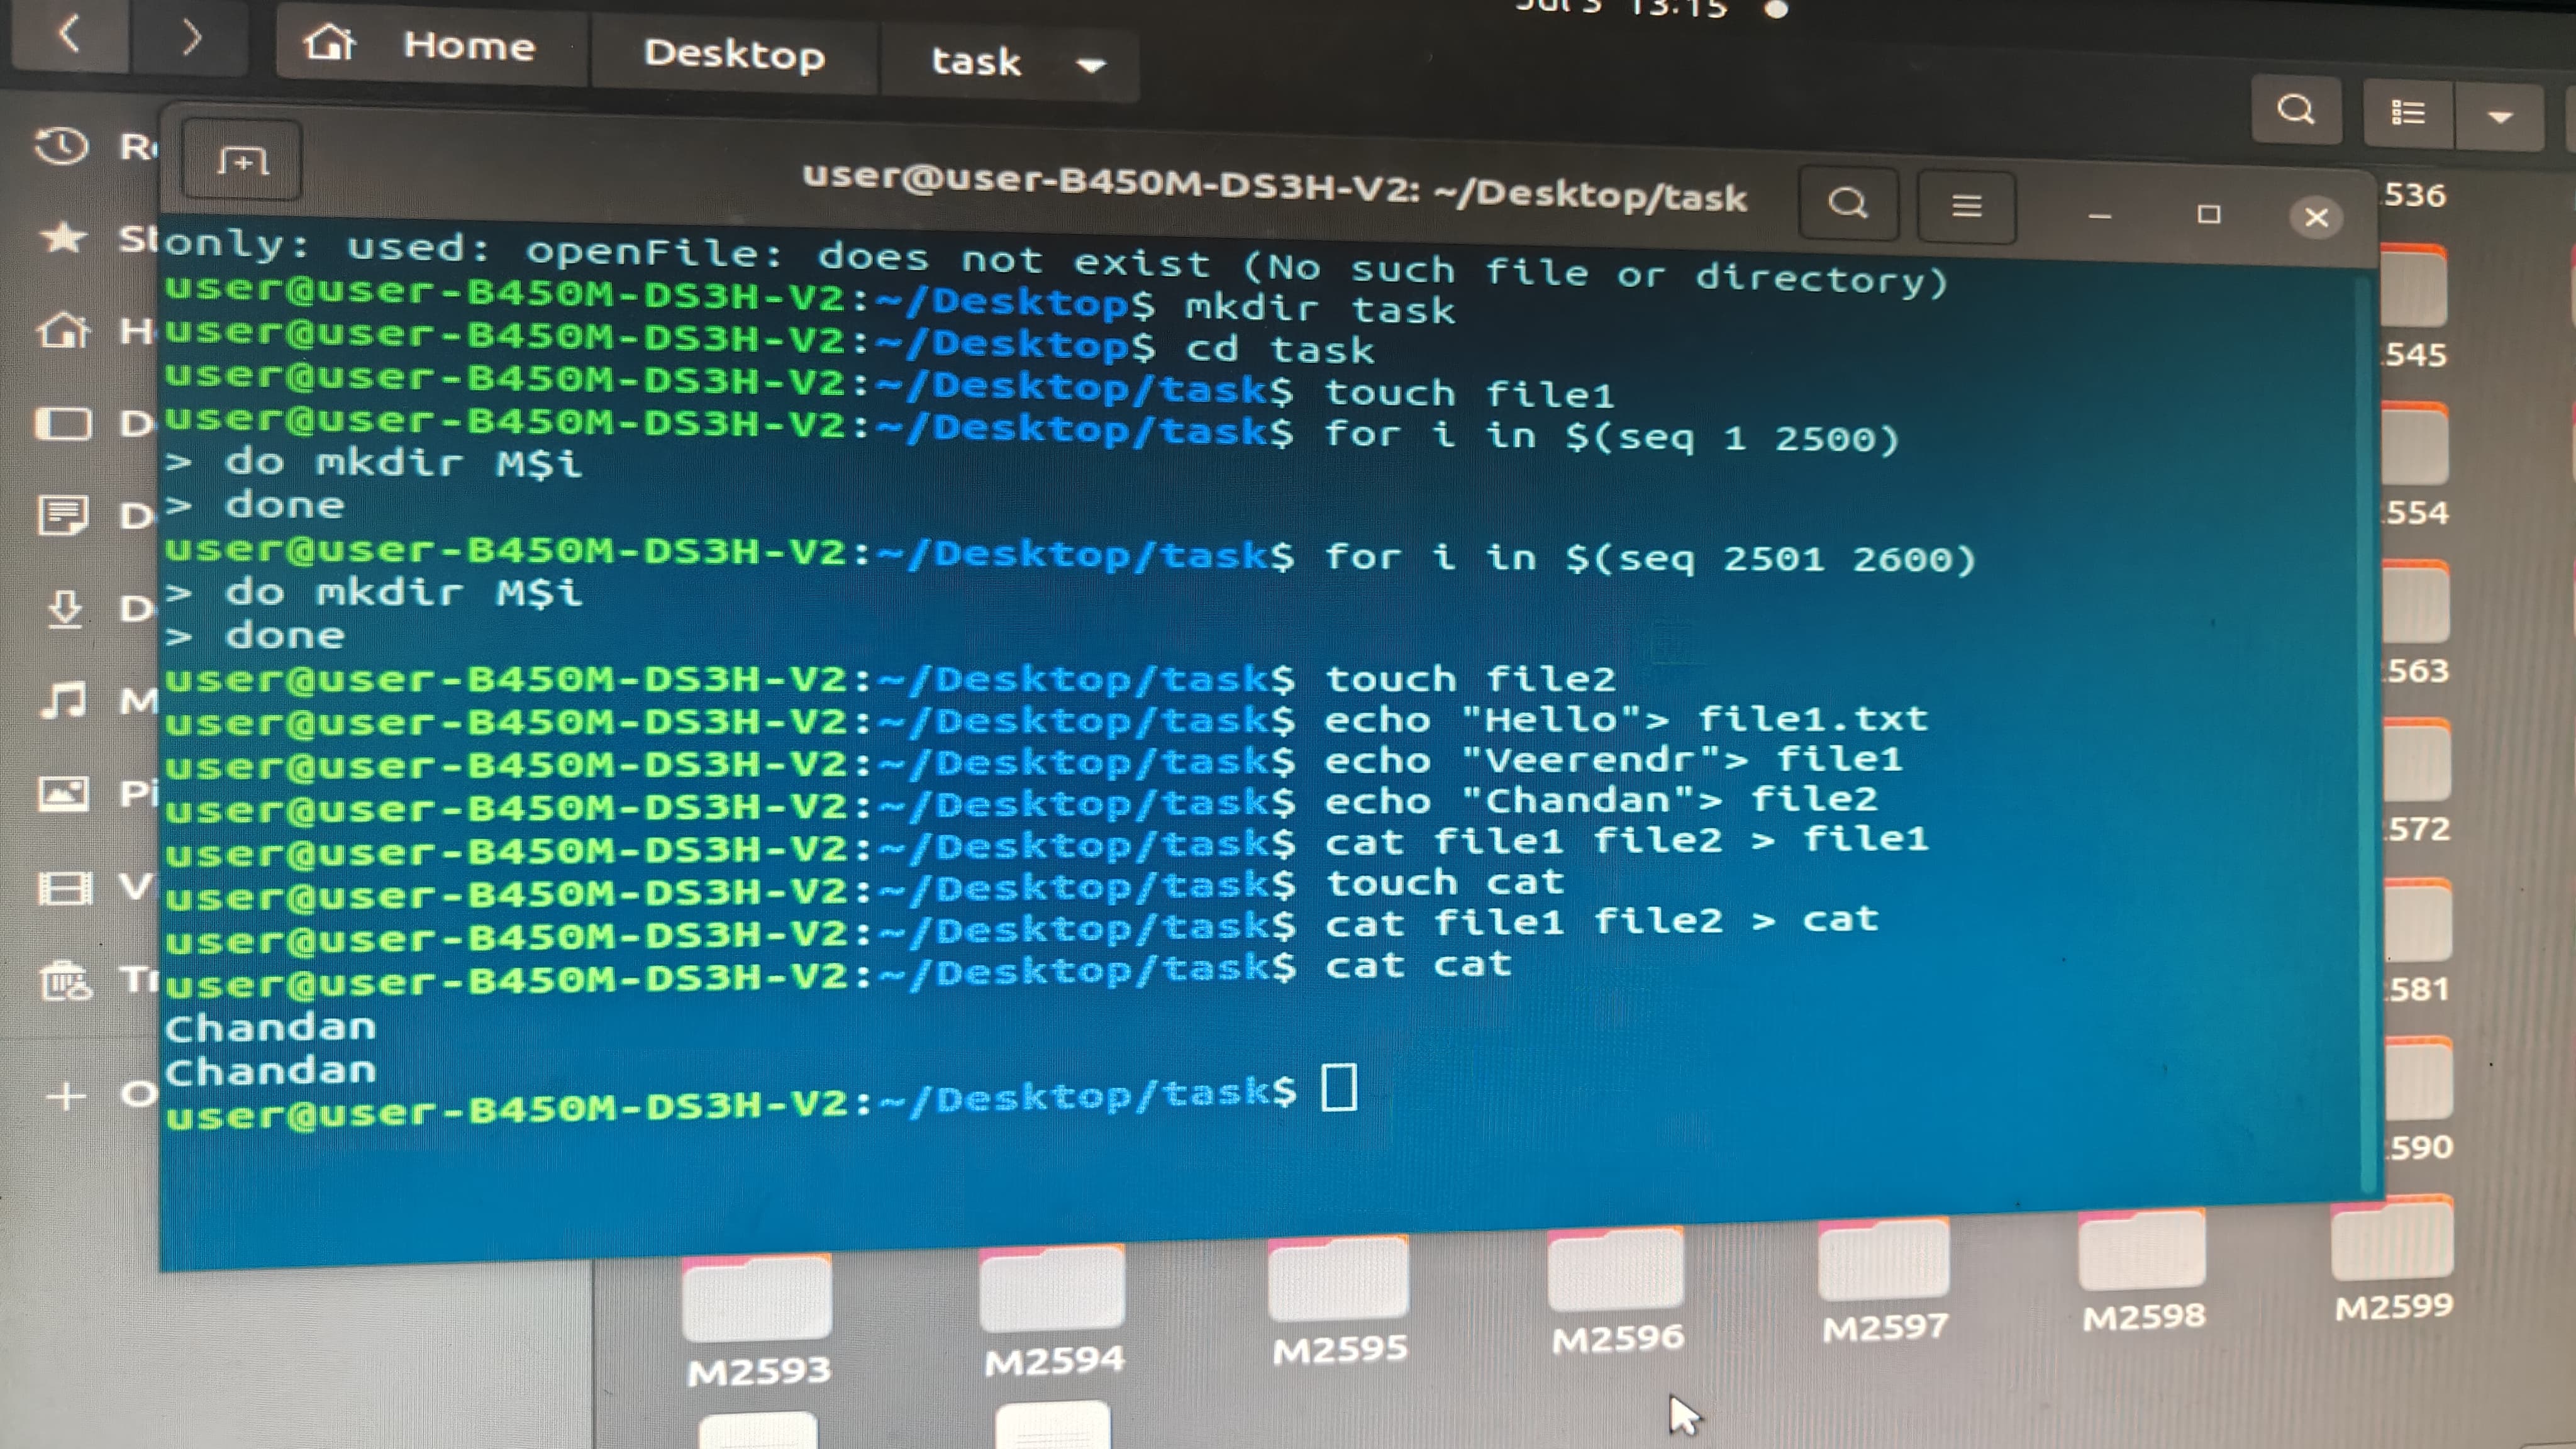 Jul 3 13:15
Home Desktop task
user@user-B450M-DS3H-V2: ~/Desktop/task
only: used: openFile: does not exist (No such file or directory)
user@user-B450M-DS3H-V2:~/Desktop$ mkdir task
user@user-B450M-DS3H-V2:~/Desktop$ cd task
user@user-B450M-DS3H-V2:~/Desktop/task$ touch file1
user@user-B450M-DS3H-V2:~/Desktop/task$ for i in $(seq 1 2500)
> do mkdir M$i
> done
user@user-B450M-DS3H-V2:~/Desktop/task$ for i in $(seq 2501 2600)
> do mkdir M$i
> done
user@user-B450M-DS3H-V2:~/Desktop/task$ touch file2
user@user-B450M-DS3H-V2:~/Desktop/task$ echo "Hello"> file1.txt
user@user-B450M-DS3H-V2:~/Desktop/task$ echo "Veerendr"> file1
user@user-B450M-DS3H-V2:~/Desktop/task$ echo "Chandan"> file2
user@user-B450M-DS3H-V2:~/Desktop/task$ cat file1 file2 > file1
user@user-B450M-DS3H-V2:~/Desktop/task$ touch cat
user@user-B450M-DS3H-V2:~/Desktop/task$ cat file1 file2 > cat
user@user-B450M-DS3H-V2:~/Desktop/task$ cat cat
Chandan
Chandan
user@user-B450M-DS3H-V2:~/Desktop/task$
536
545
554
563
572
581
590
M2593 M2594 M2595 M2596 M2597 M2598 M2599